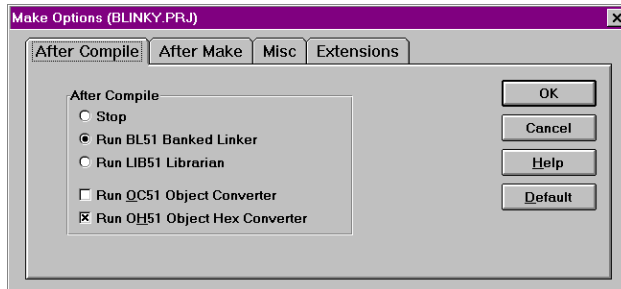 Make Options (BLINKY.PRJ)
After Compile After Make Misc Extensions
After Compile
Stop
Run BL51 Banked Linker
Run LIB51 Librarian
Run OC51 Object Converter
Run OH51 Object Hex Converter
OK
Cancel
Help
Default